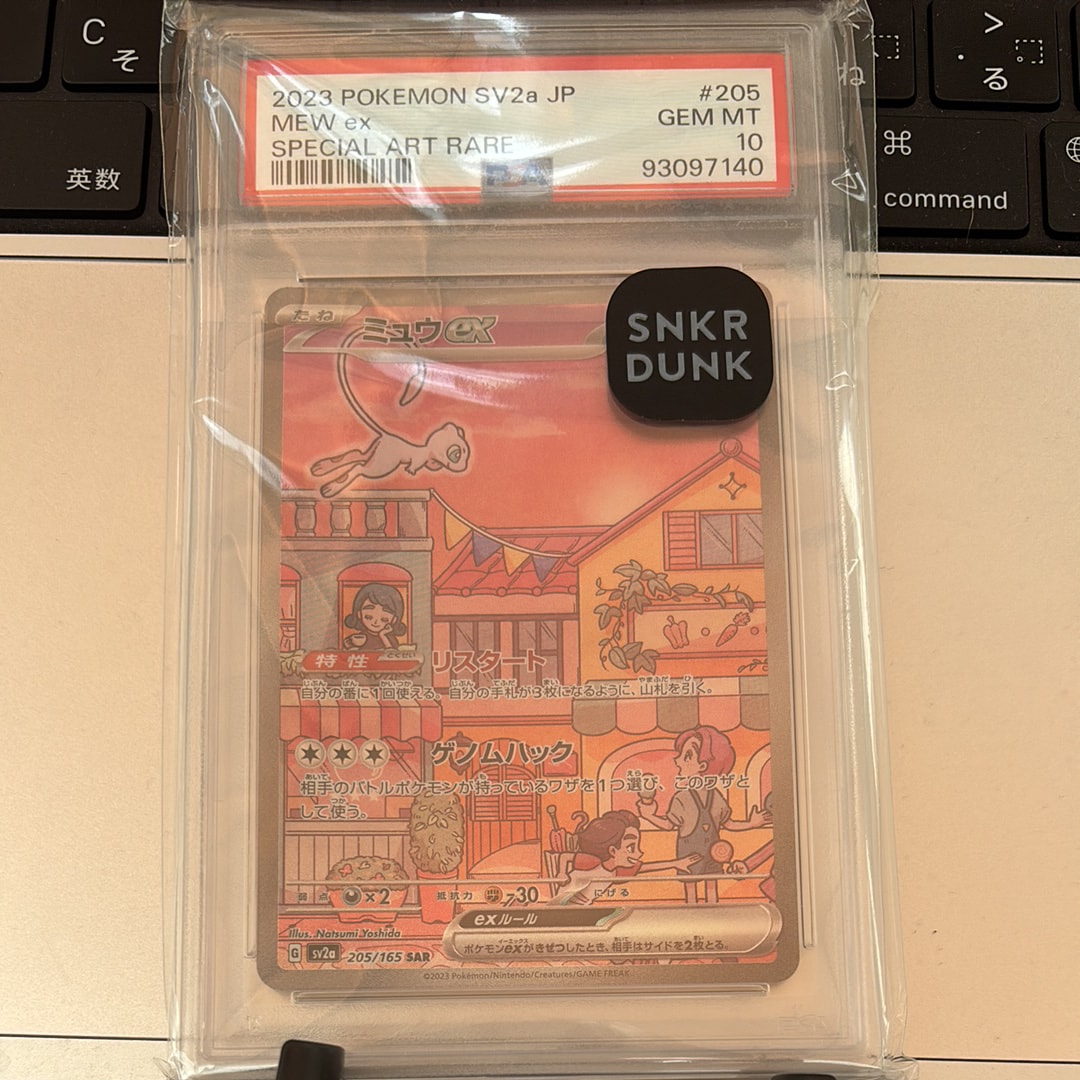 C
そ
英数
ね
>
.
る
⌘
command
2023 POKEMON SV2a JP
#205
MEW ex
GEM MT
SPECIAL ART RARE
10
PSA
93097140
SNKR
DUNK
たね
ミュウex
特性
とくせい
リスタート
自分の番に1回使える。自分の手札が3枚になるように、山札を引く。
ゲノムハック
相手のバトルポケモンが持っているワザを1つ選び、このワザと
して使う。
弱点 ×2 抵抗力 -30 にげる
exルール
ポケモンexがきぜつしたとき、相手はサイドを2枚とる。
Illus. Natsumi Yoshida
G sv2a 205/165 SAR
©2023 Pokémon/Nintendo/Creatures/GAME FREAK